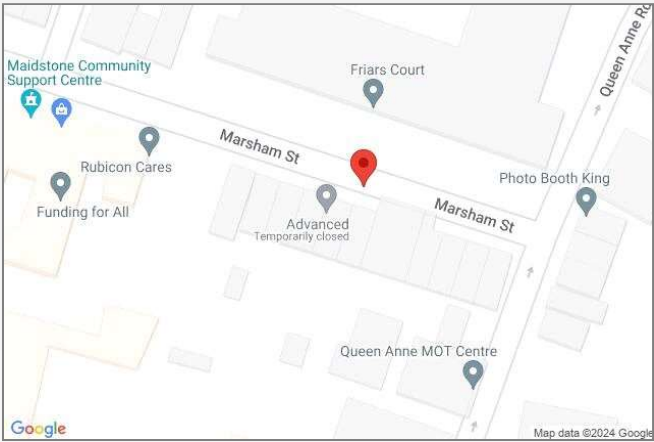 Queen Anne Rd
Maidstone Community
Support Centre
Friars Court
Marsham St
Rubicon Cares
Photo Booth King
Funding for All
Marsham St
Advanced
Temporarily closed
Queen Anne MOT Centre
Google
Map data ©2024 Google